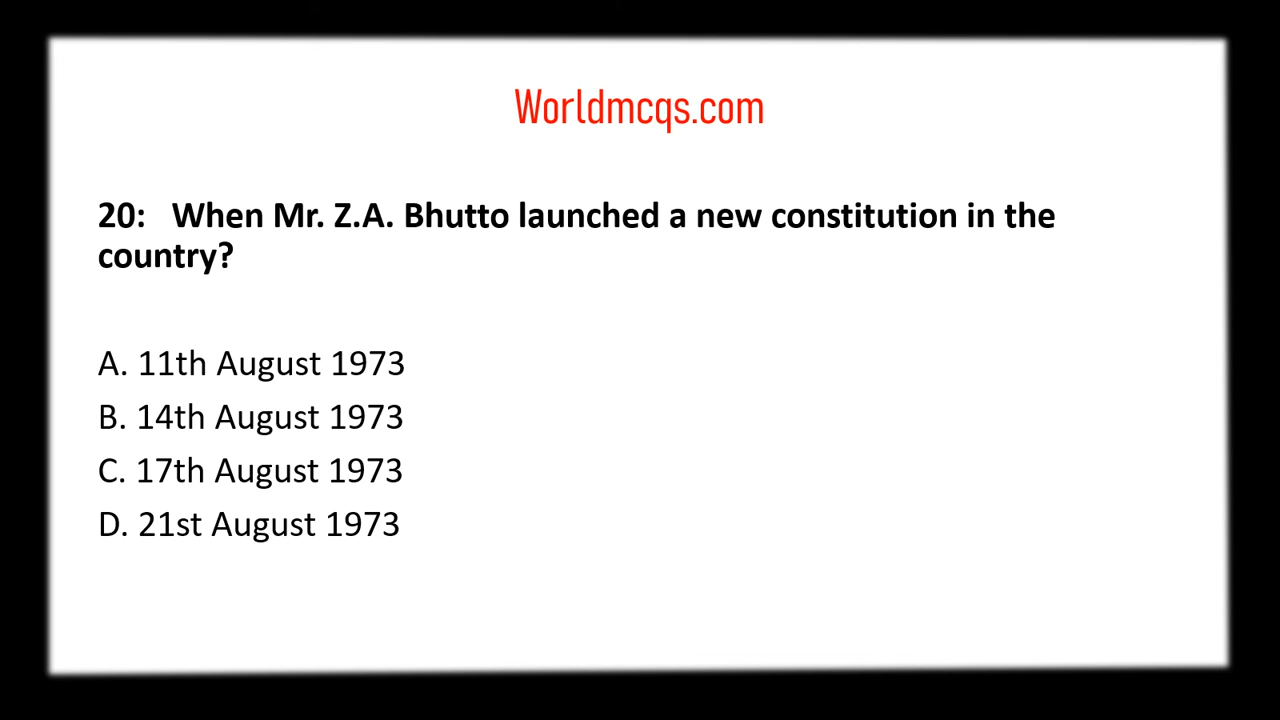 Worldmcqs.com
20: When Mr. Z.A. Bhutto launched a new constitution in the
country?
A. 11th August 1973
B. 14th August 1973
C. 17th August 1973
D. 21st August 1973